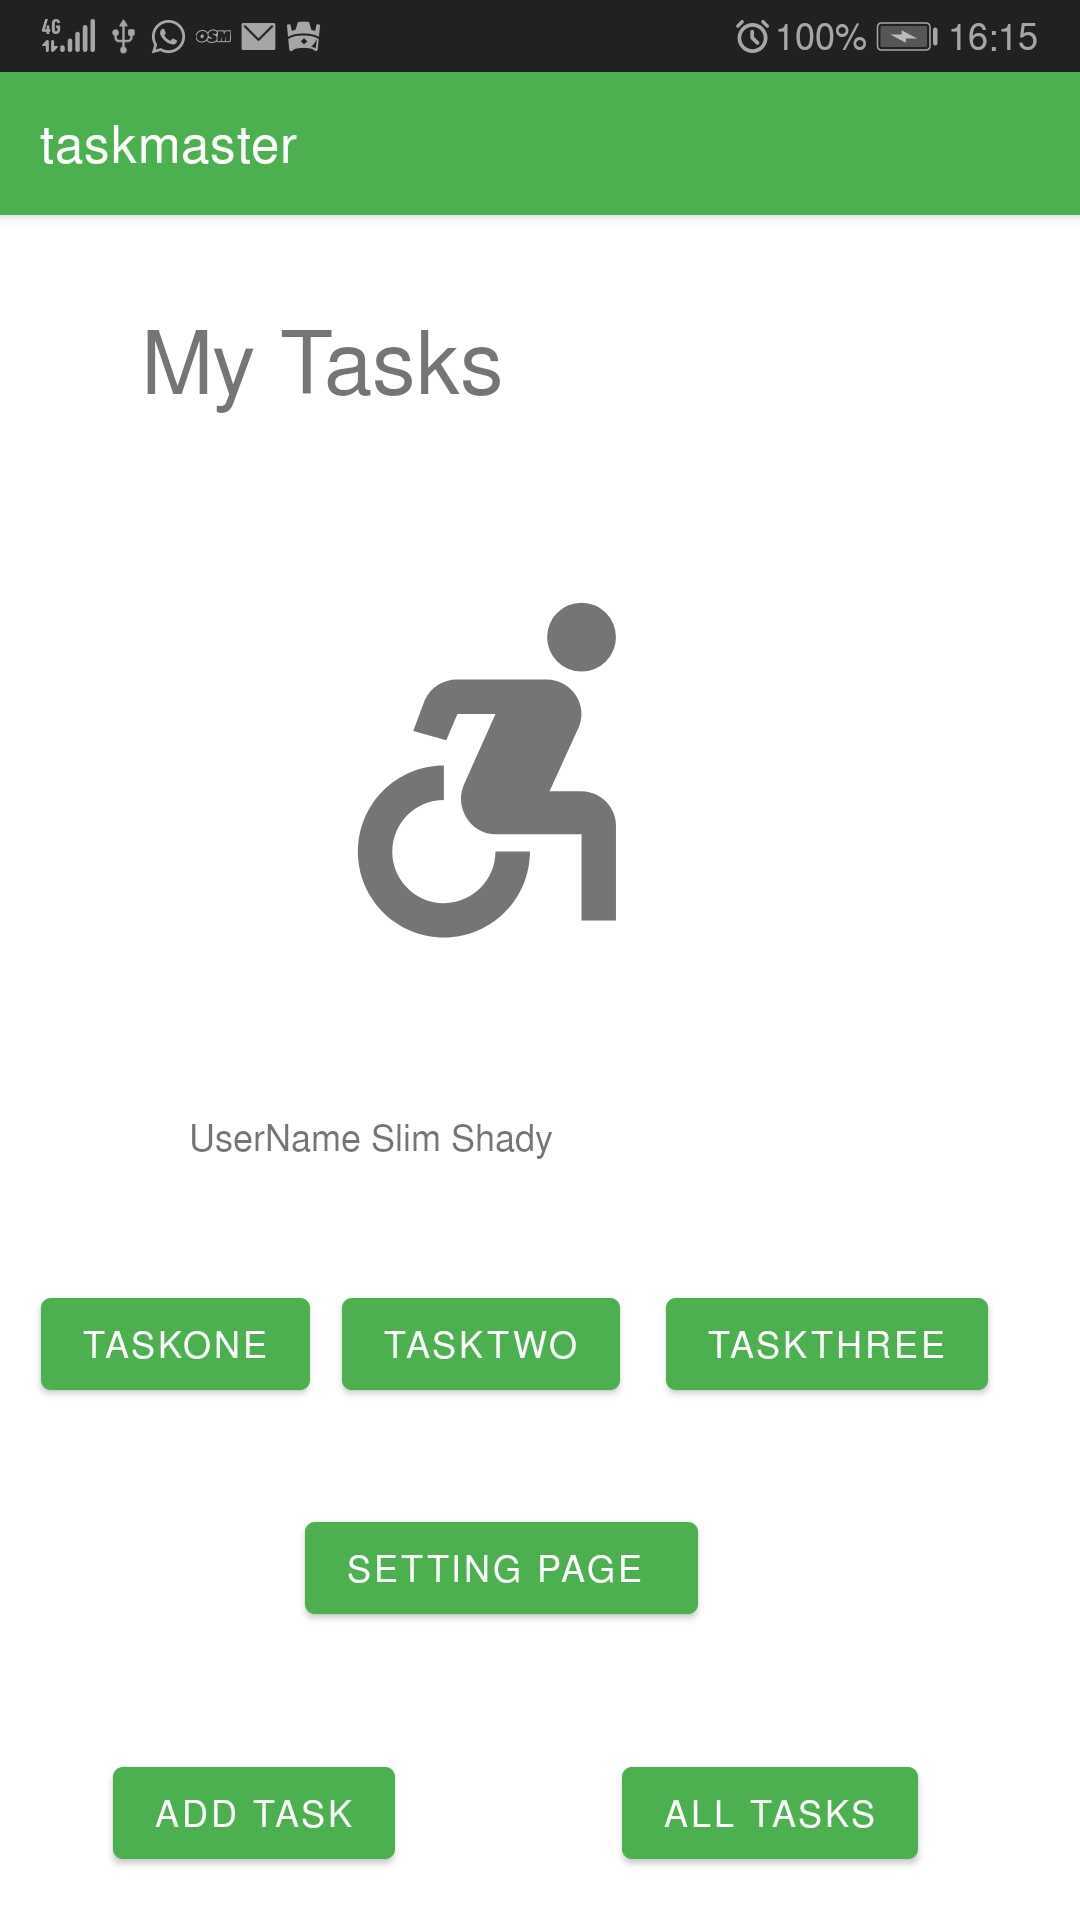 4G OSM 100% 16:15
taskmaster
My Tasks
UserName Slim Shady
TASKONE TASKTWO TASKTHREE
SETTING PAGE
ADD TASK ALL TASKS